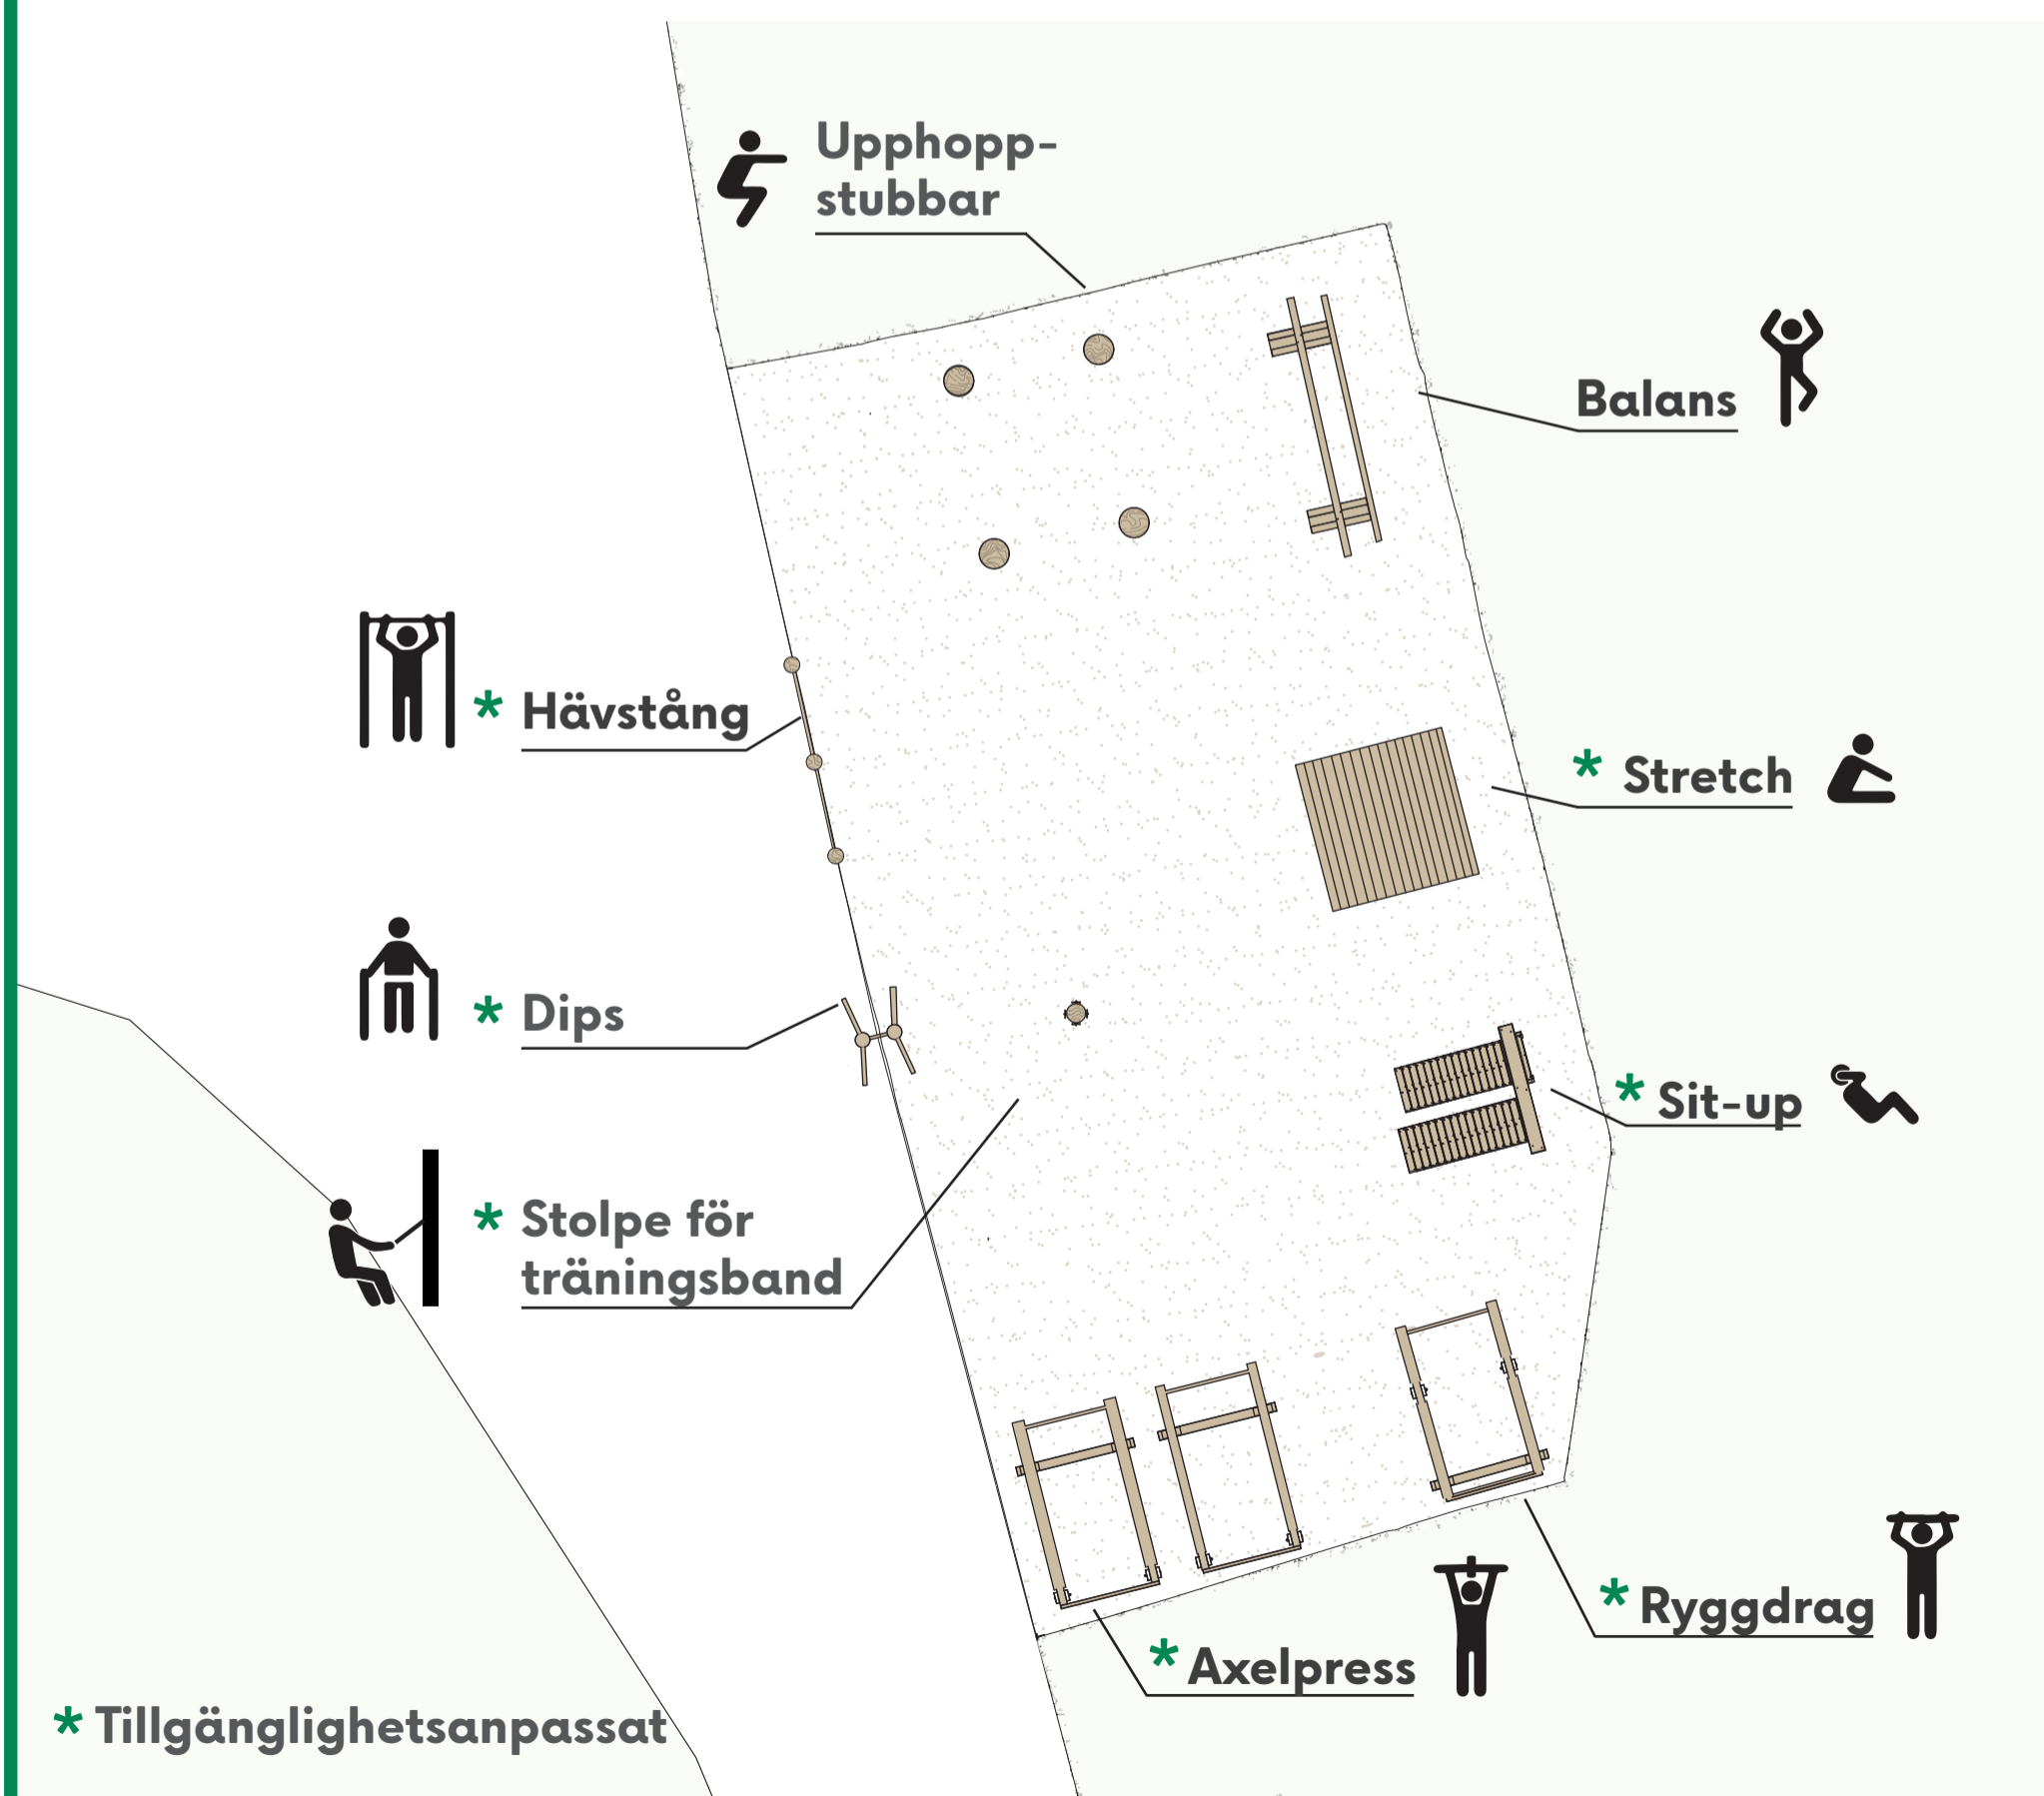 Upphopp-
stubbar
Balans
* Hävstång
* Stretch
* Dips
* Sit-up
* Stolpe för
träningsband
* Ryggdrag
* Axelpress
* Tillgänglighetsanpassat